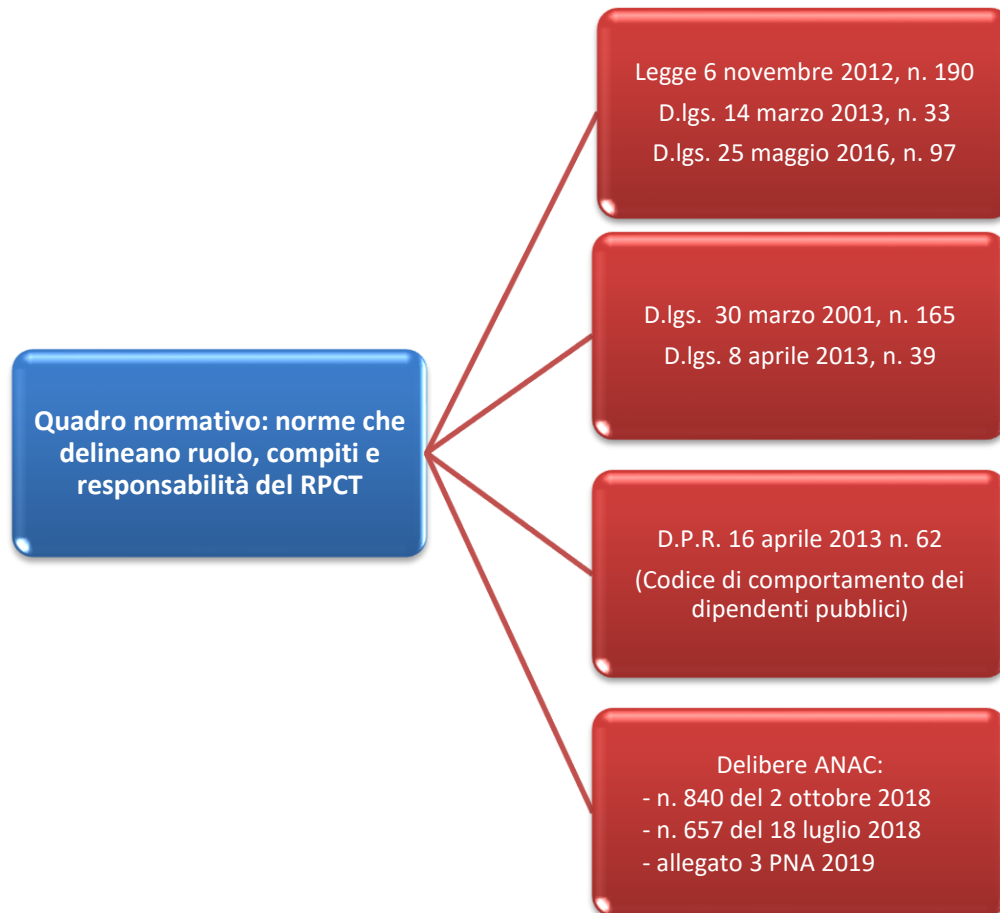 Quadro normativo: norme che
delineano ruolo, compiti e
responsabilità del RPCT
Legge 6 novembre 2012, n. 190
D.lgs. 14 marzo 2013, n. 33
D.lgs. 25 maggio 2016, n. 97
D.lgs. 30 marzo 2001, n. 165
D.lgs. 8 aprile 2013, n. 39
D.P.R. 16 aprile 2013 n. 62
(Codice di comportamento dei
dipendenti pubblici)
Delibere ANAC:
- n. 840 del 2 ottobre 2018
- n. 657 del 18 luglio 2018
- allegato 3 PNA 2019